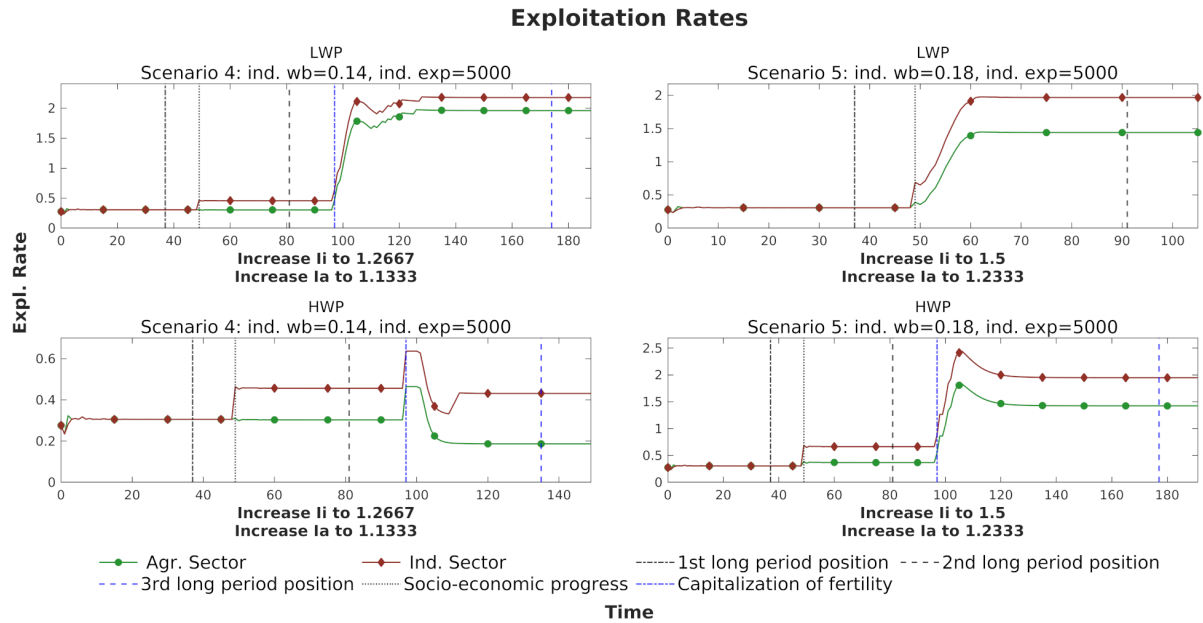 Exploitation Rates
LWP
Scenario 4: ind. wb=0.14, ind. exp=5000
2
1.5
1
0.5
0
0 20 40 60 80 100 120 140 160 180
Increase Ii to 1.2667
Increase Ia to 1.1333
LWP
Scenario 5: ind. wb=0.18, ind. exp=5000
2
1.5
1
0.5
0
0 10 20 30 40 50 60 70 80 90 100
Increase Ii to 1.5
Increase Ia to 1.2333
Expl. Rate
HWP
Scenario 4: ind. wb=0.14, ind. exp=5000
0.6
0.4
0.2
0
0 20 40 60 80 100 120 140
Increase Ii to 1.2667
Increase Ia to 1.1333
HWP
Scenario 5: ind. wb=0.18, ind. exp=5000
2.5
2
1.5
1
0.5
0
0 20 40 60 80 100 120 140 160 180
Increase Ii to 1.5
Increase Ia to 1.2333
Agr. Sector Ind. Sector 1st long period position 2nd long period position
3rd long period position Socio-economic progress Capitalization of fertility
Time